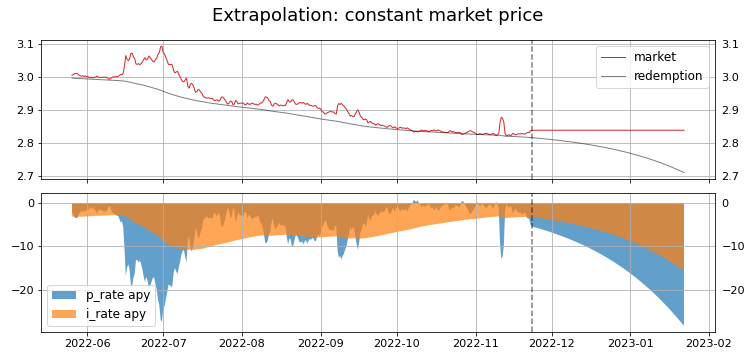 Extrapolation: constant market price
3.1
3.0
2.9
2.8
2.7
3.1
3.0
2.9
2.8
2.7
market
redemption
0
−10
−20
0
−10
−20
p_rate apy
i_rate apy
2022-06 2022-07 2022-08 2022-09 2022-10 2022-11 2022-12 2023-01 2023-02